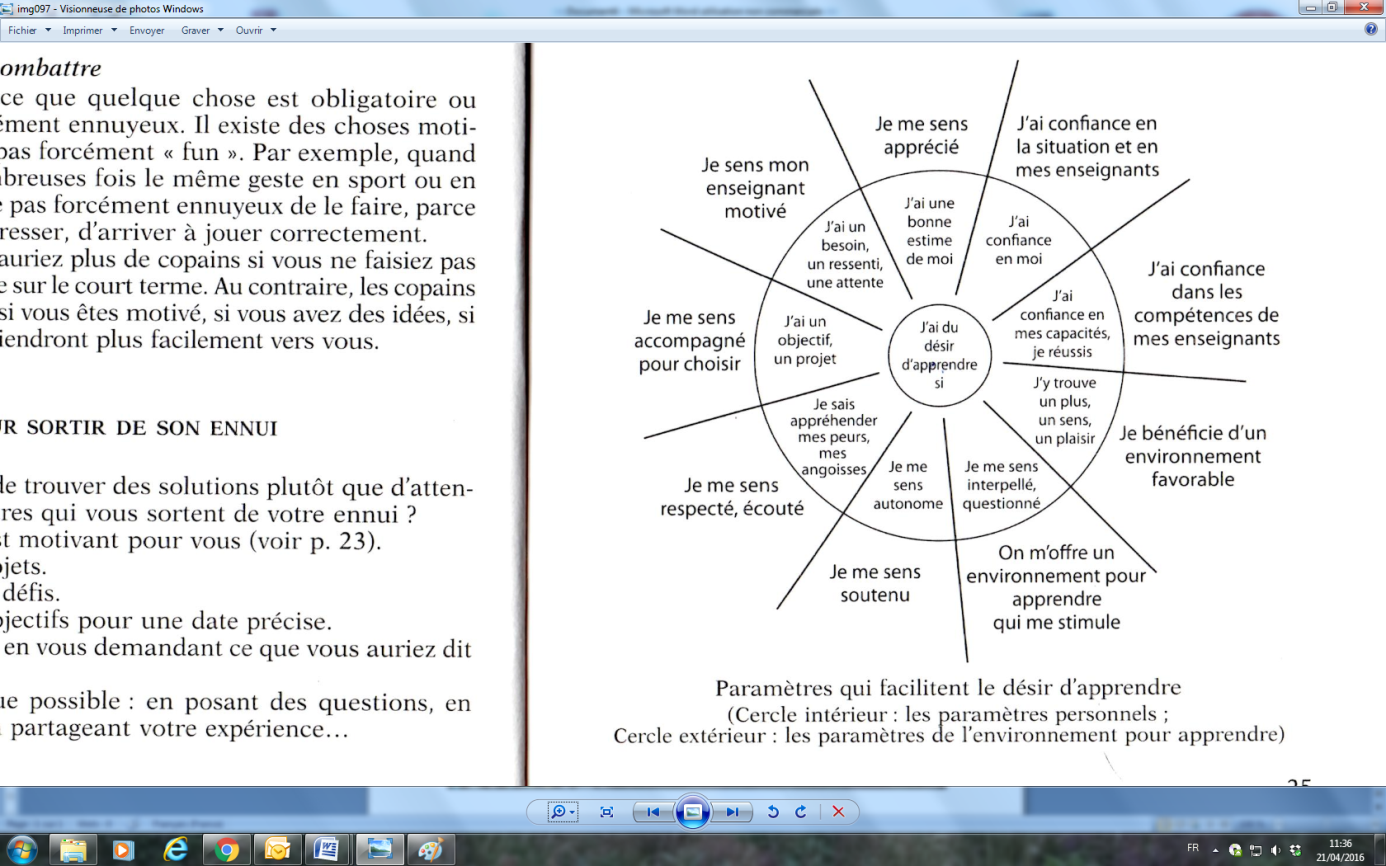 img097 - Visionneuse de photos Windows
Fichier Imprimer Envoyer Graver Ouvrir
ombattre
ce que quelque chose est obligatoire ou
ément ennuyeux. Il existe des choses moti-
pas forcément « fun ». Par exemple, quand
mbreuses fois le même geste en sport ou en
e pas forcément ennuyeux de le faire, parce
resser, d'arriver à jouer correctement.
auriez plus de copains si vous ne faisiez pas
e sur le court terme. Au contraire, les copains
si vous êtes motivé, si vous avez des idées, si
iendront plus facilement vers vous.
UR SORTIR DE SON ENNUI
de trouver des solutions plutôt que d'atten-
res qui vous sortent de votre ennui ?
st motivant pour vous (voir p. 23).
ojets.
défis.
bjectifs pour une date précise.
en vous demandant ce que vous auriez dit
ue possible : en posant des questions, en
partageant votre expérience...
Je me sens
apprécié
J'ai confiance en
la situation et en
mes enseignants
J'ai confiance
dans les
compétences de
mes enseignants
Je bénéficie d'un
environnement
favorable
On m'offre un
environnement pour
apprendre
qui me stimule
Je me sens
soutenu
Je me sens
respecté, écouté
Je me sens
accompagné
pour choisir
Je sens mon
enseignant
motivé
J'ai une
bonne
estime
de moi
J'ai
confiance
en moi
J'ai
confiance en
mes capacités,
je réussis
J'y trouve
un plus,
un sens,
un plaisir
Je me sens
interpellé,
questionné
Je me
sens
autonome
Je sais
appréhender
mes peurs,
mes
angoisses
J'ai un
objectif,
un projet
J'ai un
besoin,
un ressenti,
une attente
J'ai du
désir
d'apprendre
si
Paramètres qui facilitent le désir d'apprendre
(Cercle intérieur : les paramètres personnels ;
Cercle extérieur : les paramètres de l'environnement pour apprendre)
FR
11:36
21/04/2016